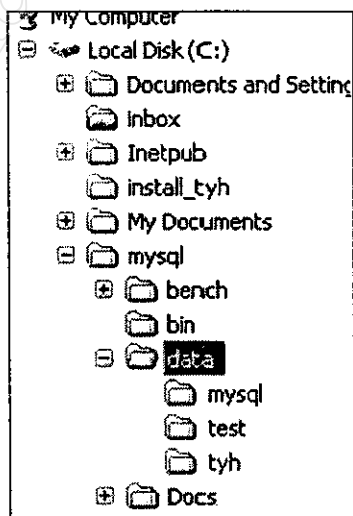 My Computer
Local Disk (C:)
Documents and Setting
inbox
Inetpub
install_tyh
My Documents
mysql
bench
bin
data
mysql
test
tyh
Docs